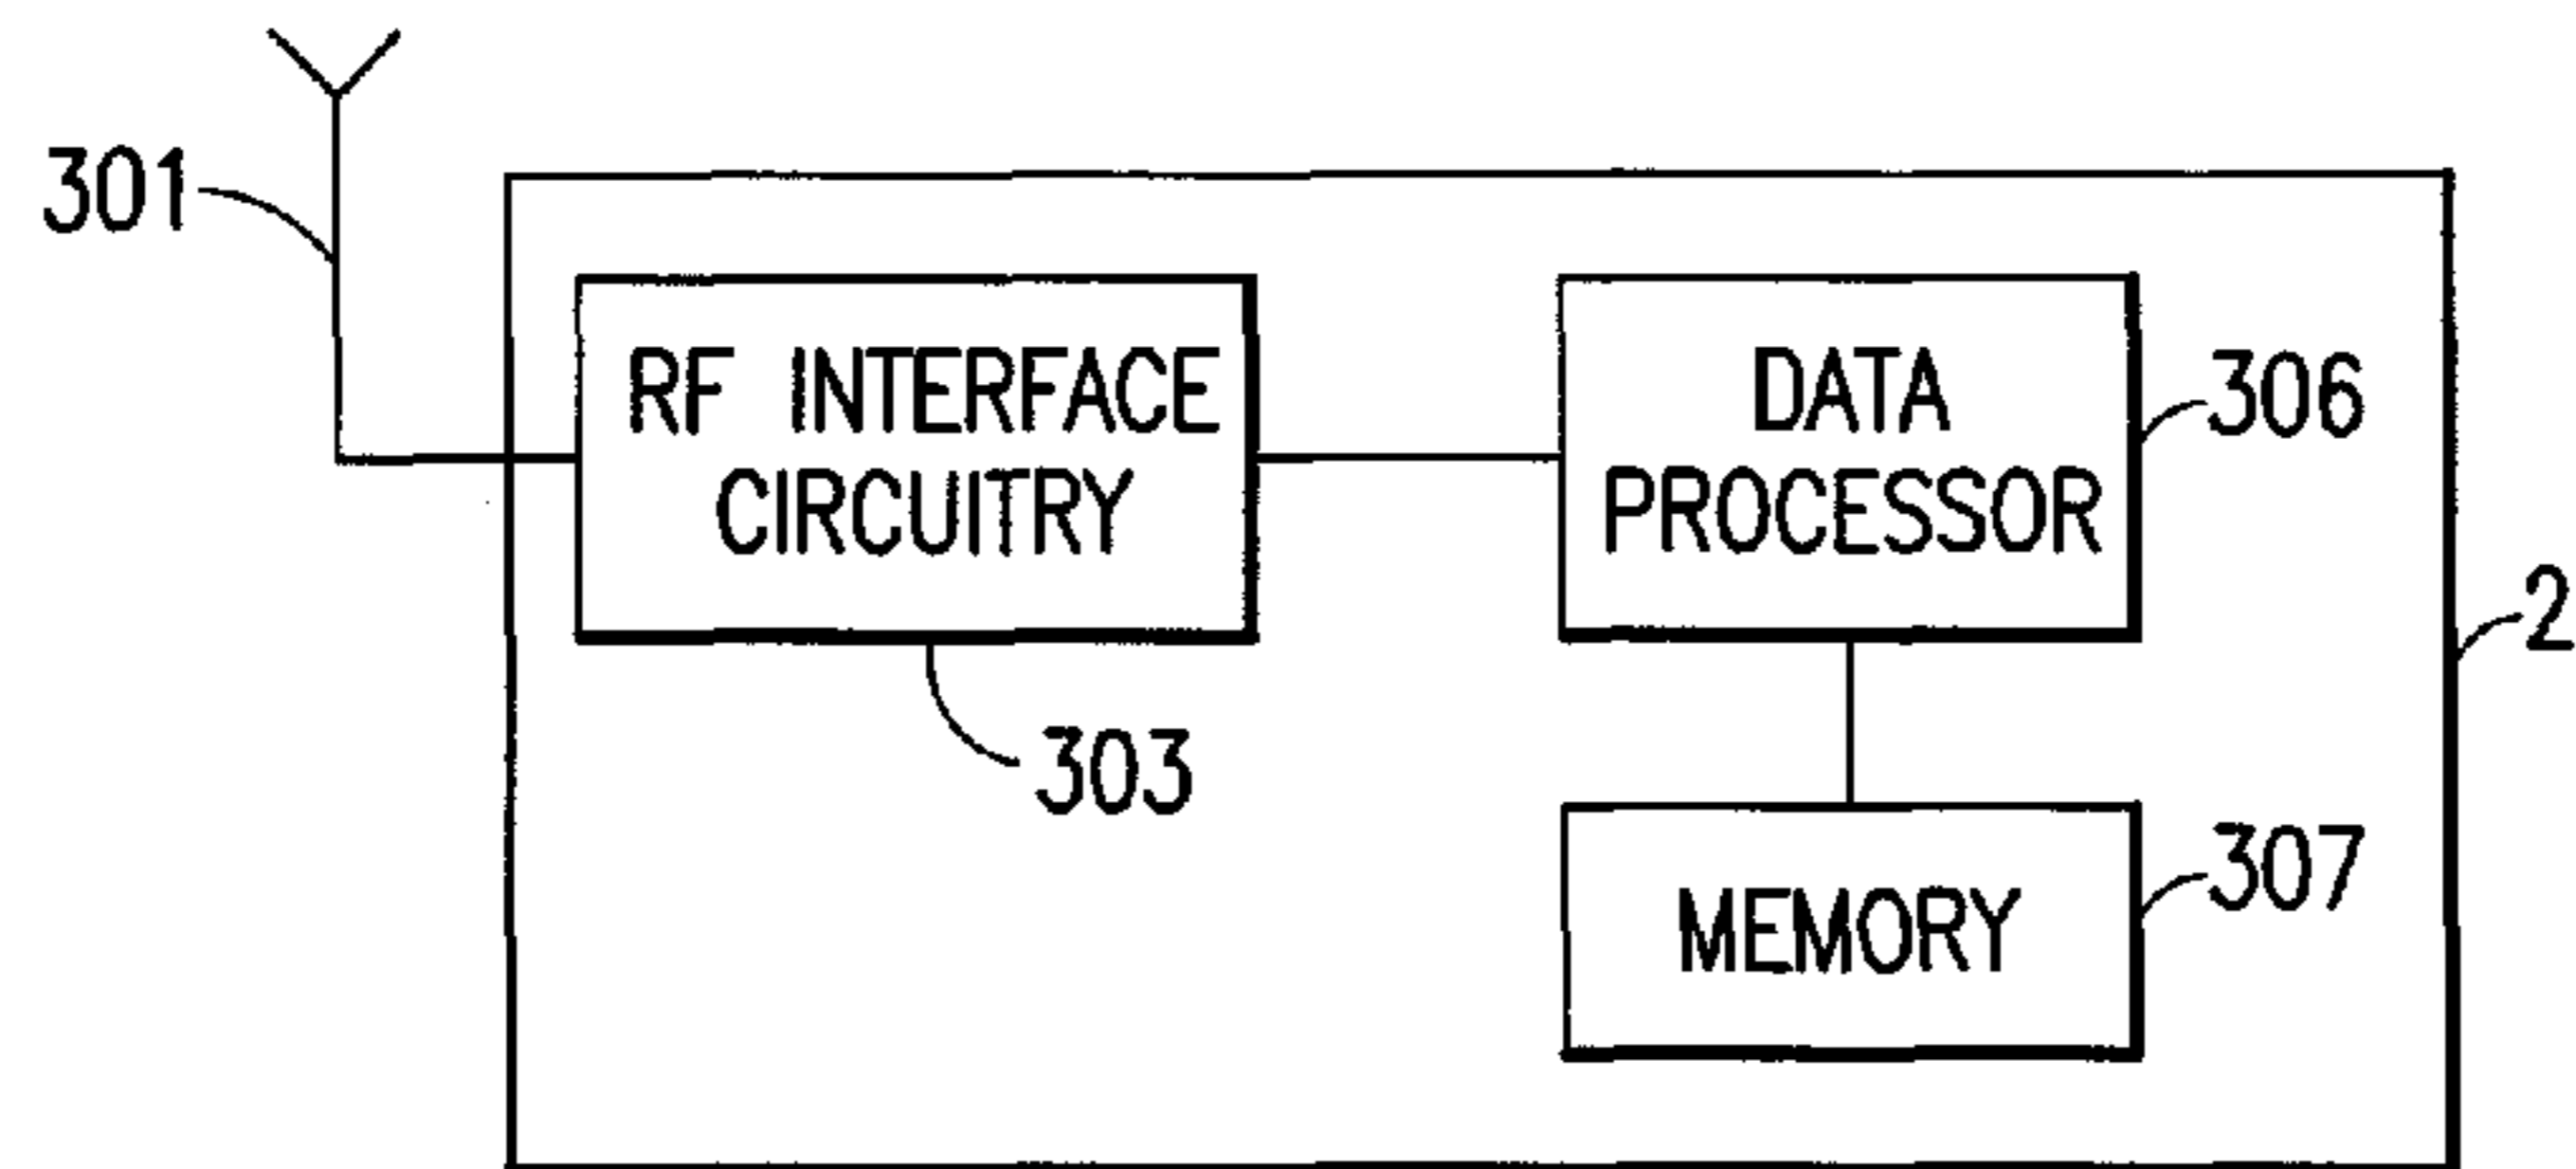 301
RF INTERFACE
CIRCUITRY
DATA
PROCESSOR
306
2
303
MEMORY
307